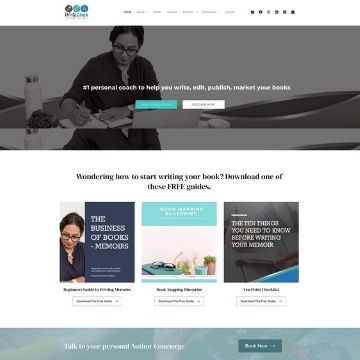 Write Click
Home
About
Books
Courses
Services
Resources
Contact
#1 personal coach to help you write, edit, publish, market your books
DISCOVER MORE
Wondering how to start writing your book? Download one of
these FREE guides.
THE
BUSINESS
OF BOOKS
- MEMOIRS
BOOK MAPPING
BLUEPRINT
THE TEN THINGS
YOU NEED TO KNOW
BEFORE WRITING
YOUR MEMOIR
Beginners Guide to Writing Memoirs
Book Mapping Blueprint
Ten Point Checklist
Download The Free Guide
Download The Free Guide
Download The Free Guide
Talk to your personal Author Concierge
Book Now